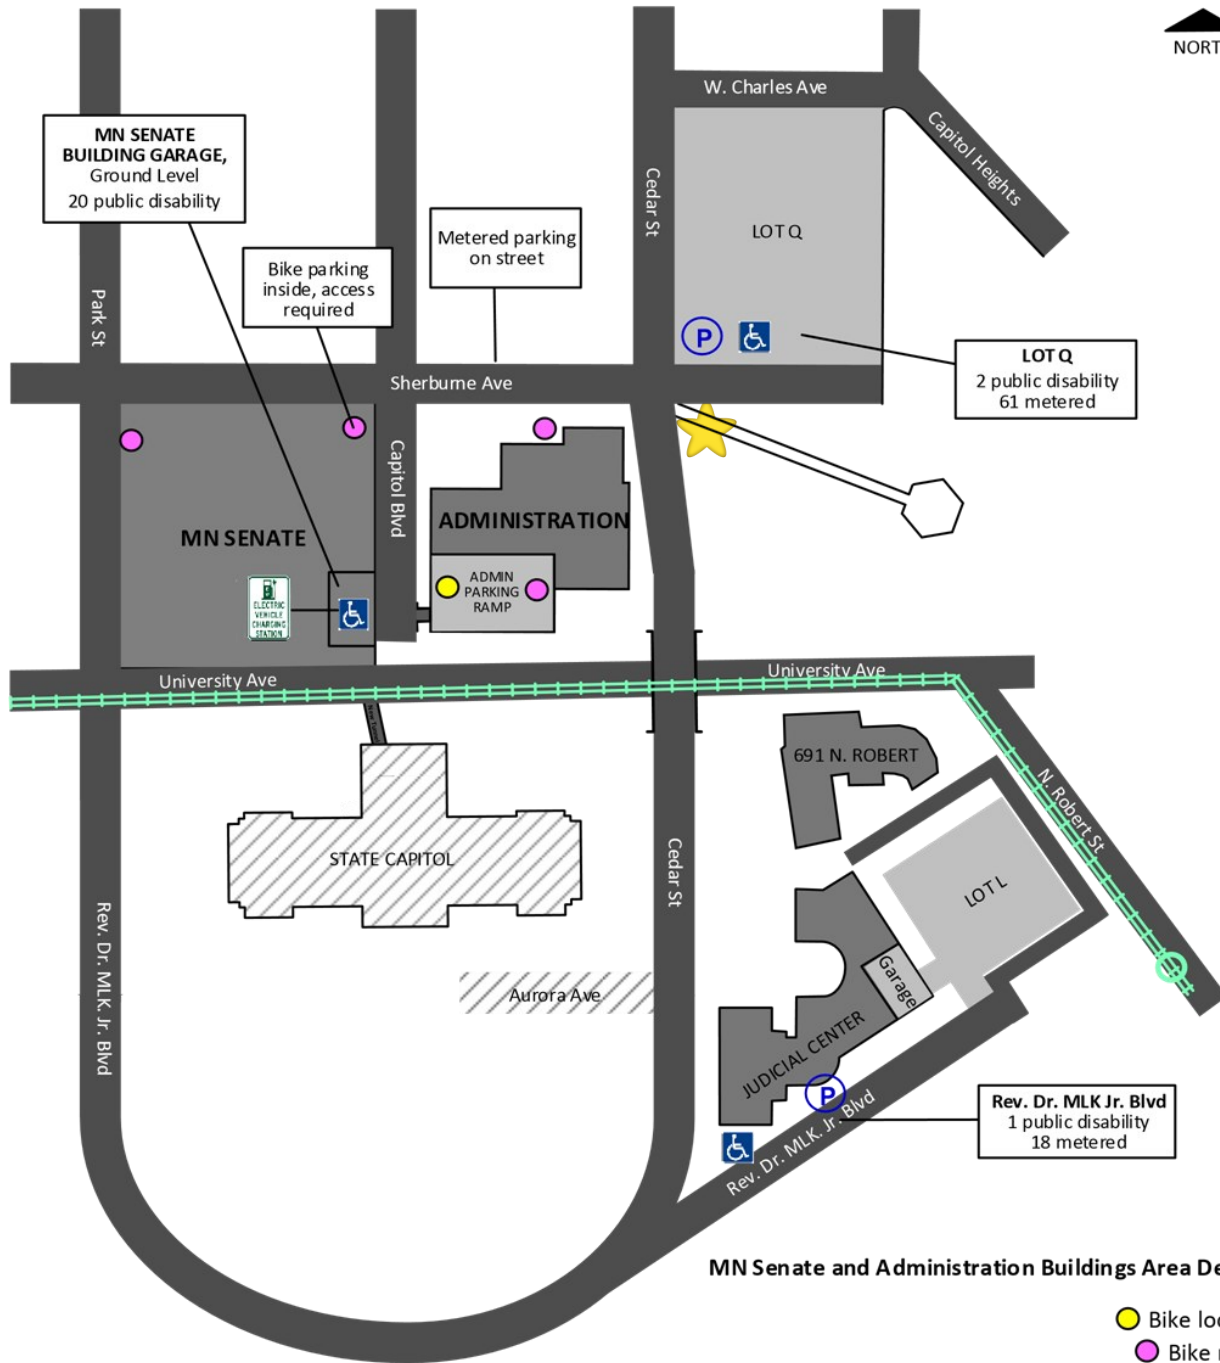 NORT
W. Charles Ave
Capitol Heights
MN SENATE
BUILDING GARAGE,
Ground Level
20 public disability
Cedar St
Metered parking
on street
LOT Q
Bike parking
inside, access
required
Park St
P
LOT Q
2 public disability
61 metered
Sherburne Ave
Capitol Blvd
MN SENATE
ADMINISTRATION
ADMIN
PARKING
RAMP
ELECTRIC
VEHICLE
CHARGING
STATION
University Ave
University Ave
691 N. ROBERT
N. Robert St
STATE CAPITOL
Cedar St
LOT L
Rev. Dr. MLK. Jr. Blvd
Aurora Ave
Garage
JUDICIAL CENTER
P
Rev. Dr. MLK. Jr. Blvd
Rev. Dr. MLK Jr. Blvd
1 public disability
18 metered
MN Senate and Administration Buildings Area De
Bike loc
Bike r